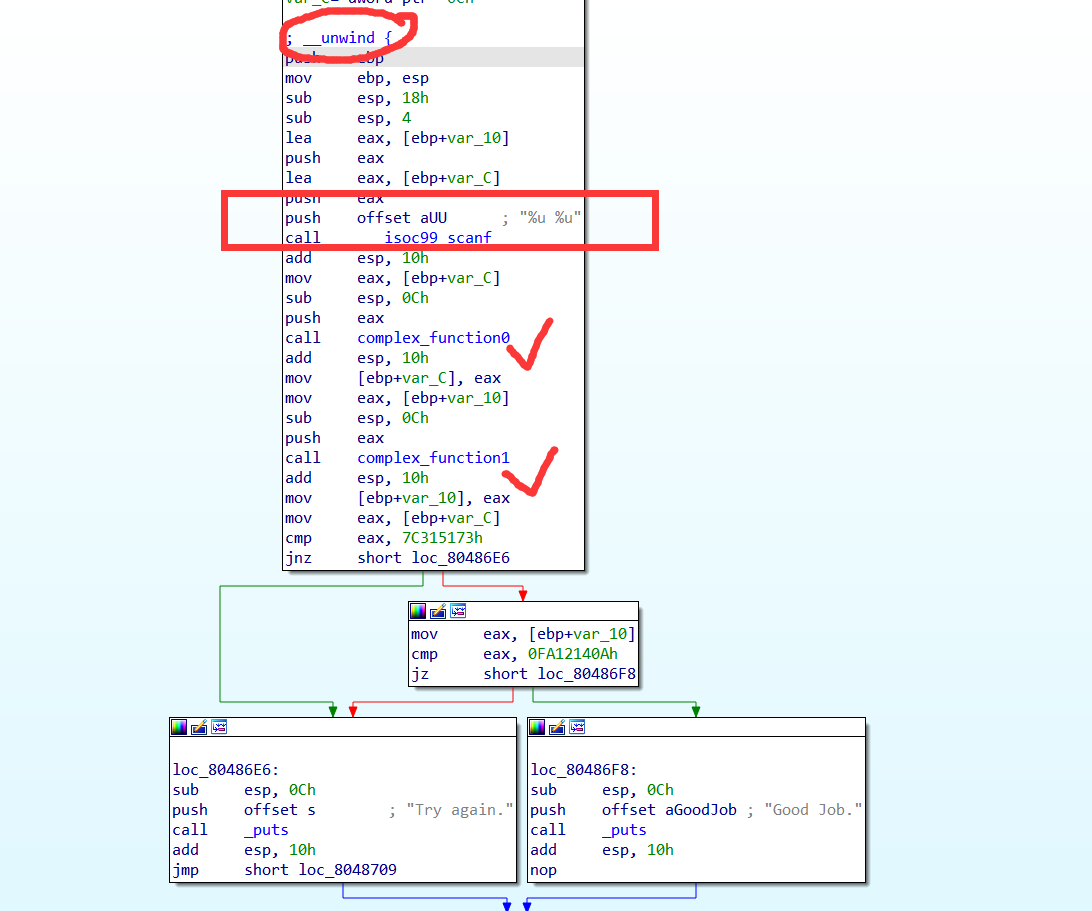 var_C= dword ptr -0Ch
; __unwind {
push ebp
mov ebp, esp
sub esp, 18h
sub esp, 4
lea eax, [ebp+var_10]
push eax
lea eax, [ebp+var_C]
push eax
push offset aUU ; "%u %u"
call ___isoc99_scanf
add esp, 10h
mov eax, [ebp+var_C]
sub esp, 0Ch
push eax
call complex_function0
add esp, 10h
mov [ebp+var_C], eax
mov eax, [ebp+var_10]
sub esp, 0Ch
push eax
call complex_function1
add esp, 10h
mov [ebp+var_10], eax
mov eax, [ebp+var_C]
cmp eax, 7C315173h
jnz short loc_80486E6
mov eax, [ebp+var_10]
cmp eax, 0FA12140Ah
jz short loc_80486F8
loc_80486E6:
sub esp, 0Ch
push offset s ; "Try again."
call _puts
add esp, 10h
jmp short loc_8048709
loc_80486F8:
sub esp, 0Ch
push offset aGoodJob ; "Good Job."
call _puts
add esp, 10h
nop